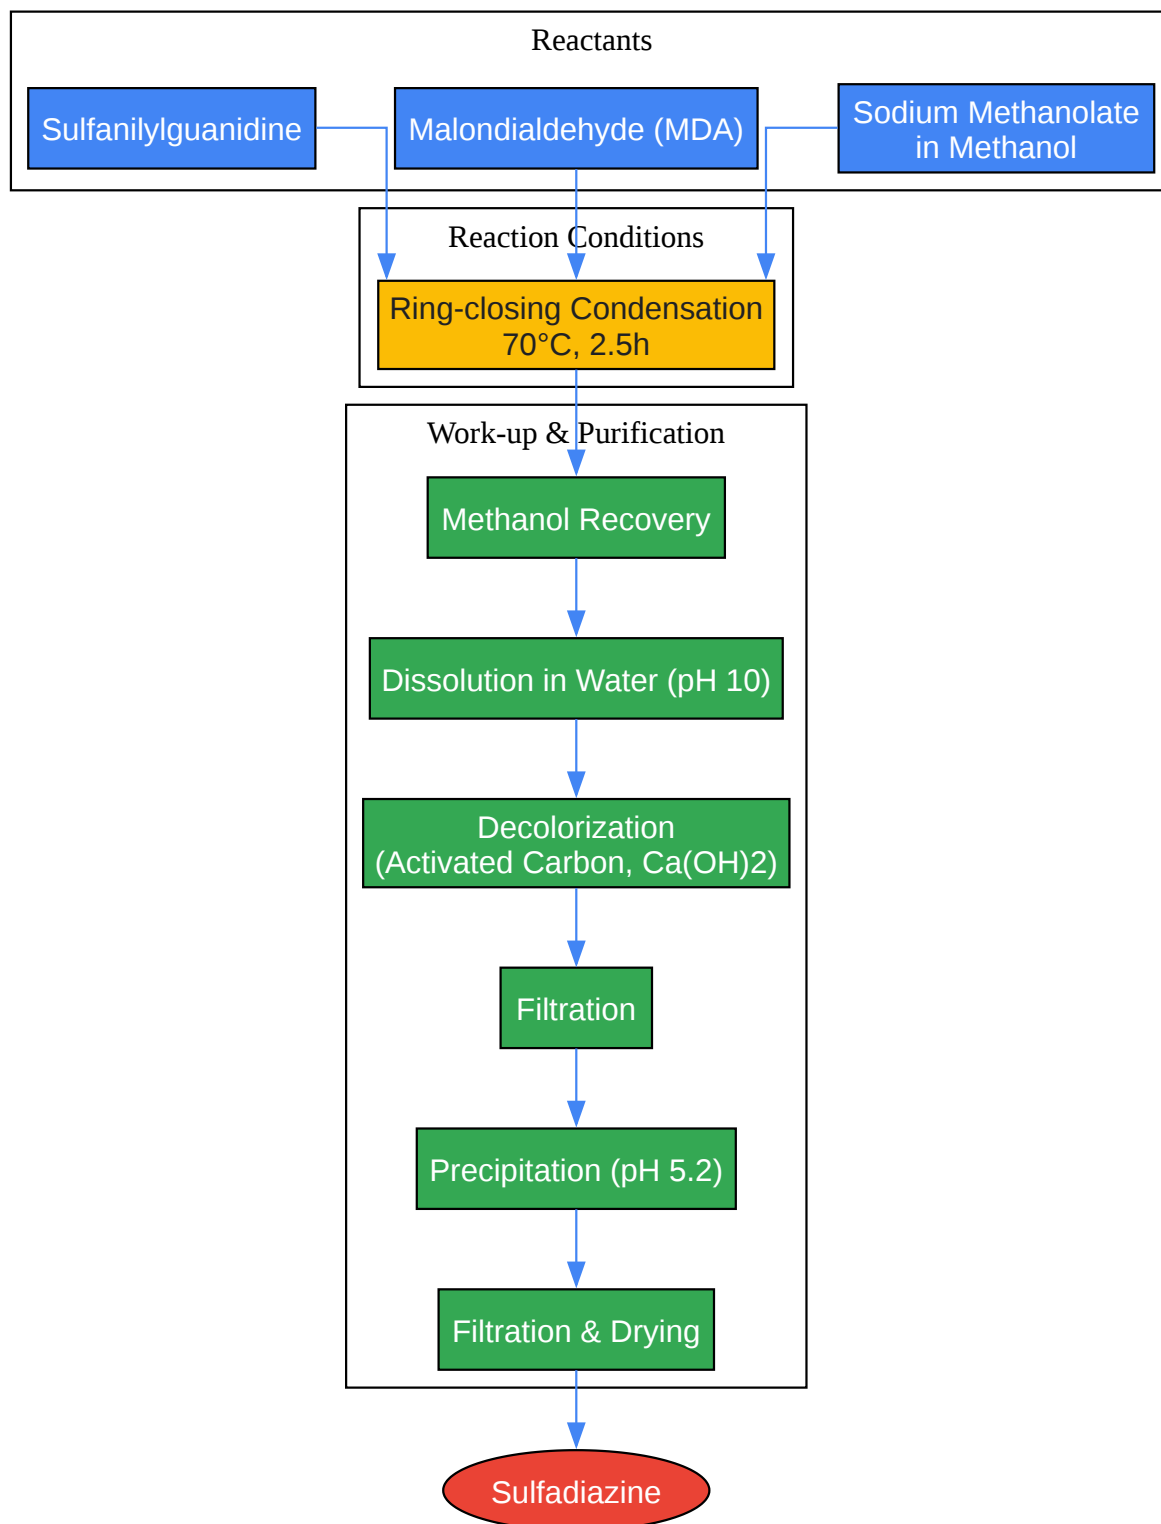 Reactants
Sulfanilylguanidine
Malondialdehyde (MDA)
Sodium Methanolate
in Methanol
Reaction Conditions
Ring-closing Condensation
70°C, 2.5h
Work-up & Purification
Methanol Recovery
Dissolution in Water (pH 10)
Decolorization
(Activated Carbon, Ca(OH)2)
Filtration
Precipitation (pH 5.2)
Filtration & Drying
Sulfadiazine